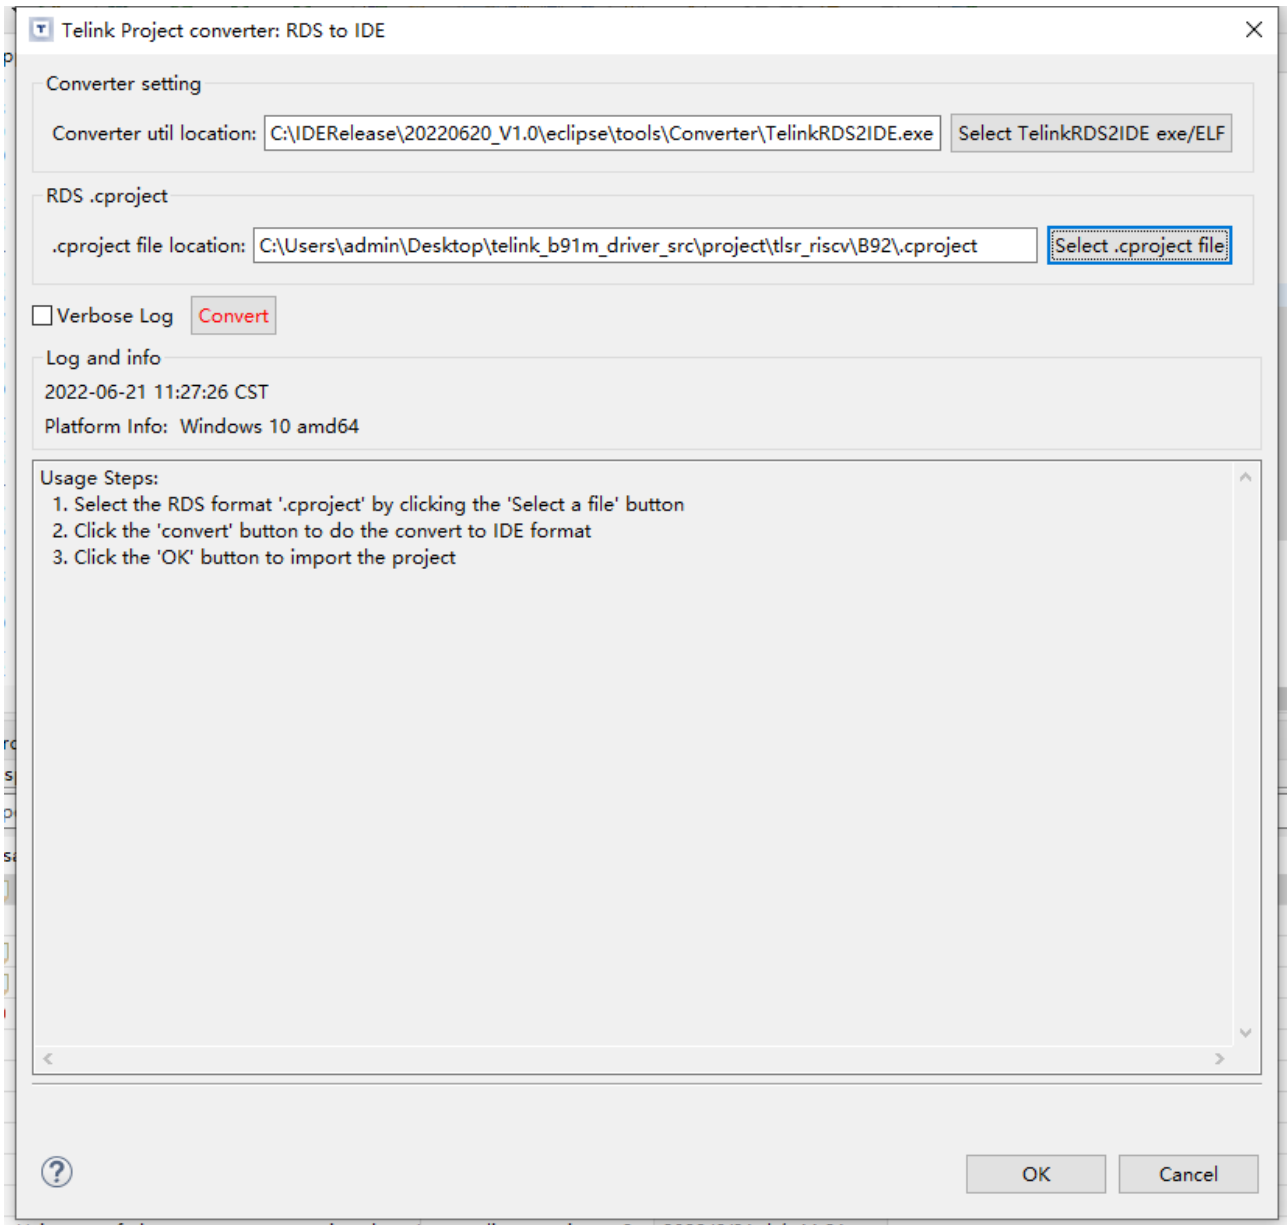 Telink Project converter: RDS to IDE
Converter setting
Converter util location: C:\IDERelease\20220620_V1.0\eclipse\tools\Converter\TelinkRDS2IDE.exe Select TelinkRDS2IDE exe/ELF
RDS .cproject
.cproject file location: C:\Users\admin\Desktop\telink_b91m_driver_src\project\tlsr_riscv\B92\.cproject Select .cproject file
Verbose Log Convert
Log and info
2022-06-21 11:27:26 CST
Platform Info: Windows 10 amd64
Usage Steps:
1. Select the RDS format '.cproject' by clicking the 'Select a file' button
2. Click the 'convert' button to do the convert to IDE format
3. Click the 'OK' button to import the project
OK Cancel